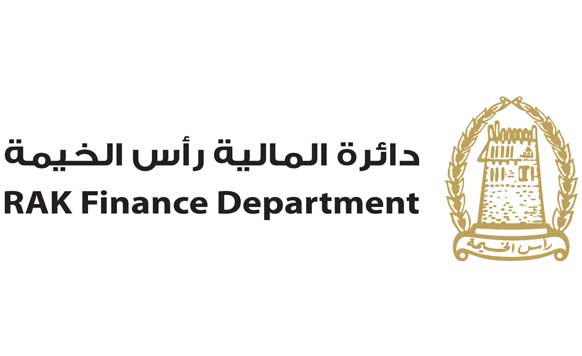 دائرة المالية رأس الخيمة
RAK Finance Department
رأس الخيمة